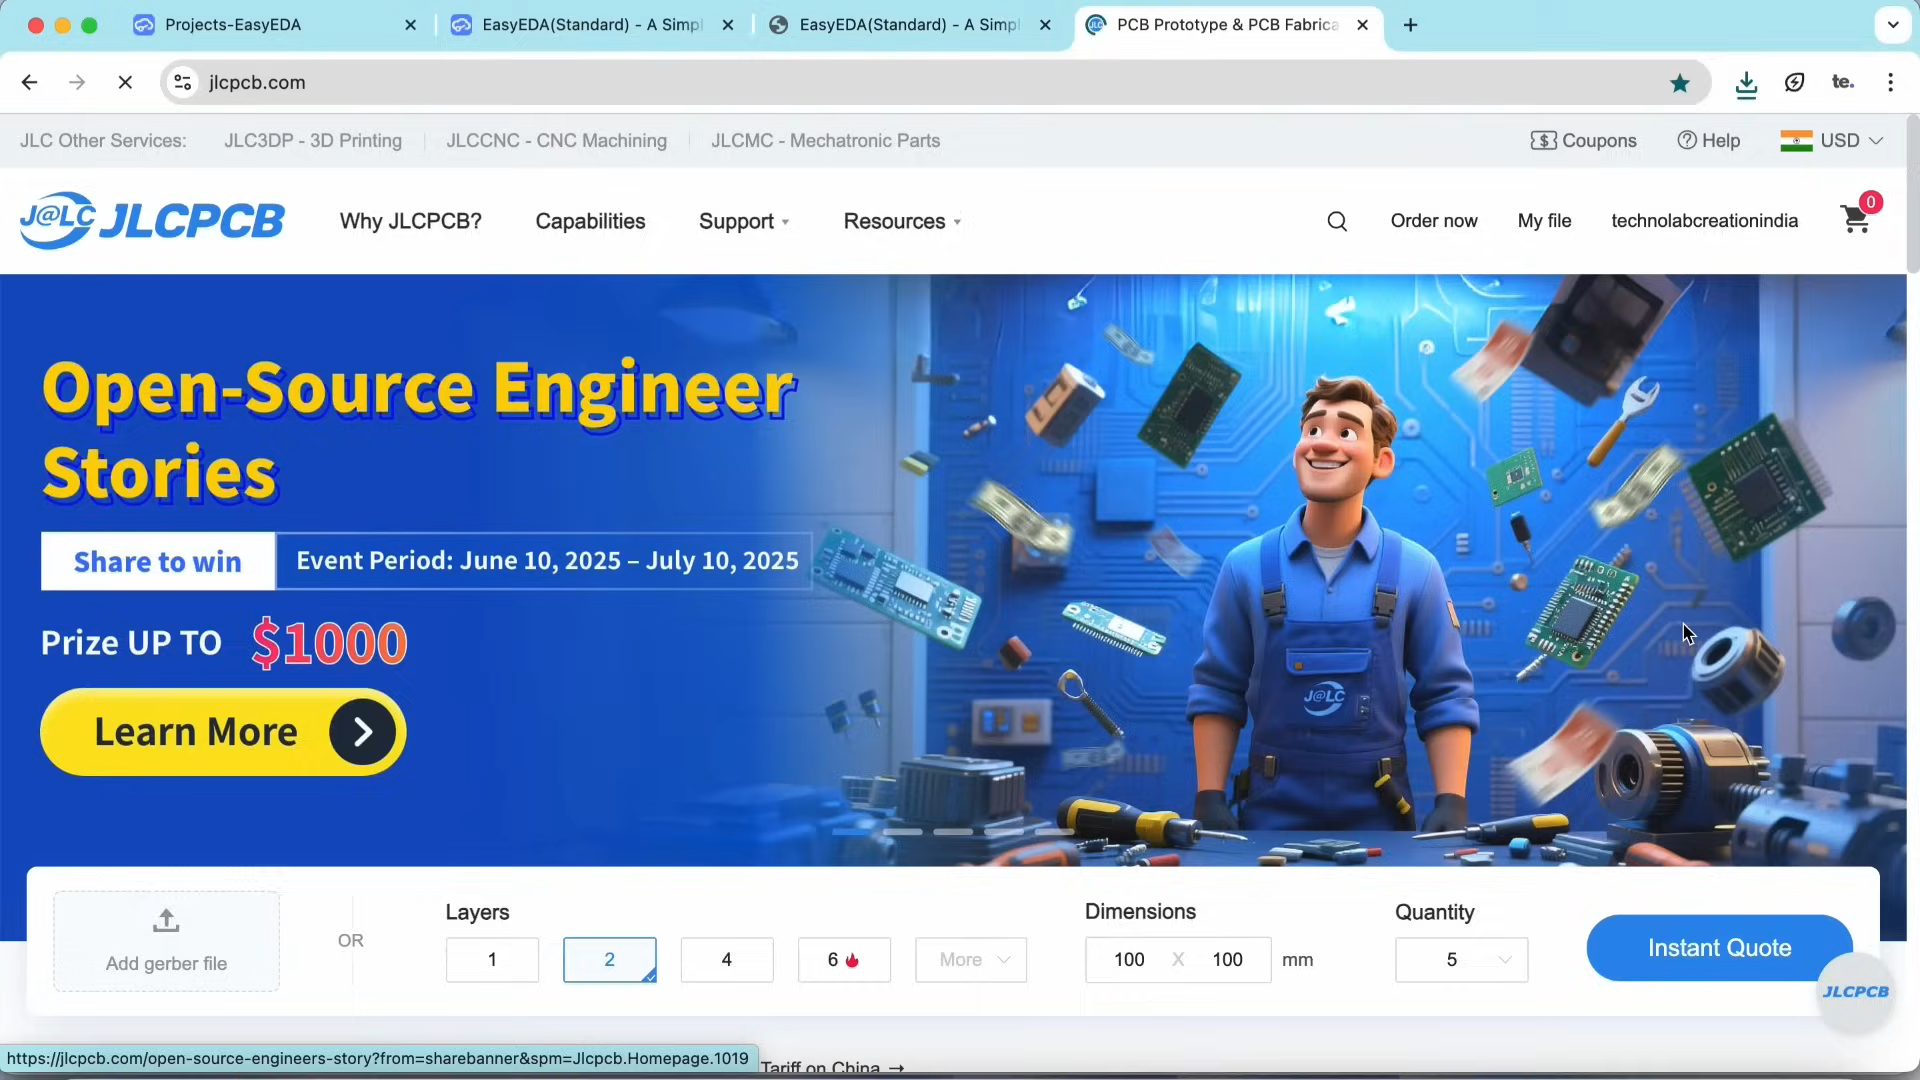 Projects-EasyEDA
EasyEDA(Standard) - A Simpl
EasyEDA(Standard) - A Simpl
PCB Prototype & PCB Fabrica
jlcpcb.com
te.
JLC Other Services:
JLC3DP - 3D Printing
JLCCNC - CNC Machining
JLCMC - Mechatronic Parts
Coupons
Help
USD
J@LC JLCPCB
Why JLCPCB?
Capabilities
Support
Resources
Order now
My file
technolabcreationindia
0
Open-Source Engineer
Stories
Share to win
Event Period: June 10, 2025 – July 10, 2025
Prize UP TO $1000
Learn More
J@LC
Add gerber file
OR
Layers
1
2
4
6
More
Dimensions
100 X 100 mm
Quantity
5
Instant Quote
JLCPCB
https://jlcpcb.com/open-source-engineers-story?from=sharebanner&spm=Jlcpcb.Homepage.1019
Tariff on China →